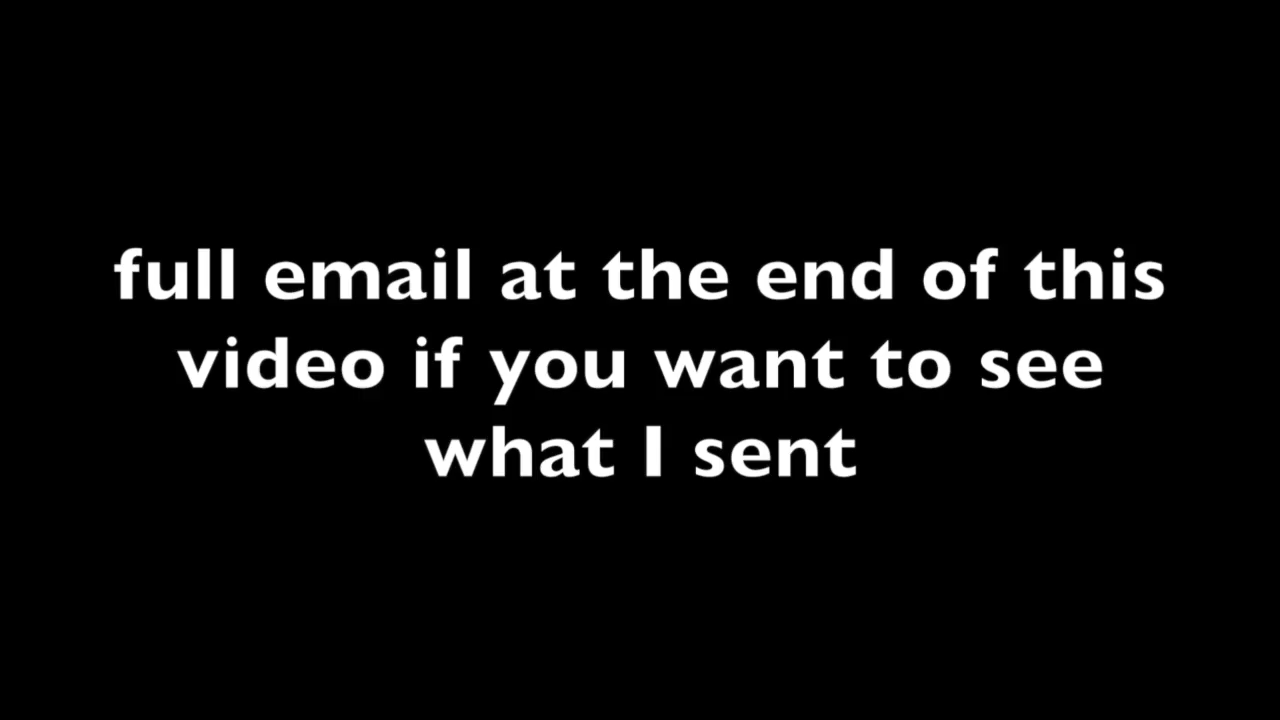 full email at the end of this
video if you want to see
what I sent